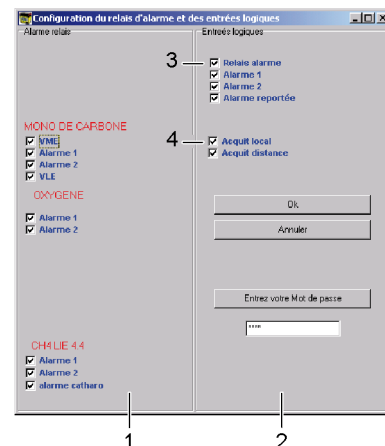 Configuration du relais d'alarme et des entrées logiques
Alarme relais
MONO DE CARBONE
VME
Alarme 1
Alarme 2
VLE
OXYGENE
Alarme 1
Alarme 2
CH4 LIE 4.4
Alarme 1
Alarme 2
alarme catharo
Entreés logiques
3
Relais alarme
Alarme 1
Alarme 2
Alarme reportée
4
Acquit local
Acquit distance
Ok
Annuler
Entrez votre Mot de passe
****
1
2